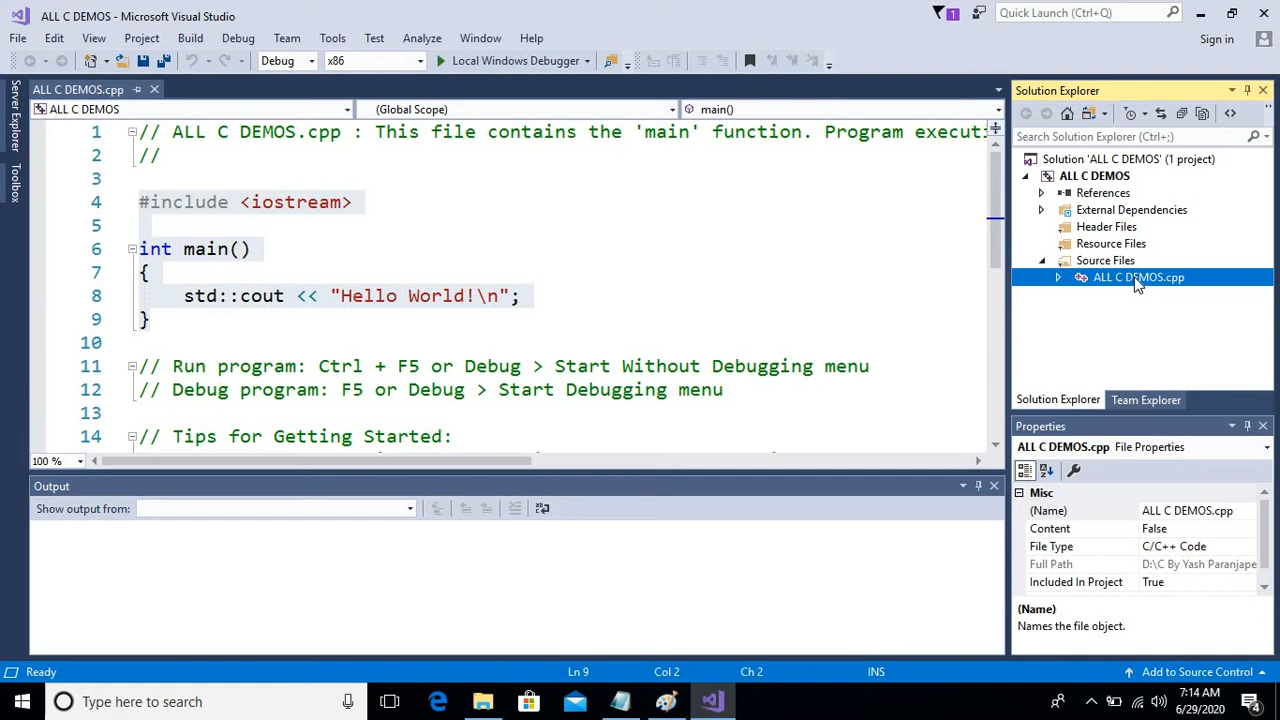 ALL C DEMOS - Microsoft Visual Studio
1
Quick Launch (Ctrl+Q)
File Edit View Project Build Debug Team Tools Test Analyze Window Help
Sign in
Debug x86 Local Windows Debugger
Server Explorer
Toolbox
ALL C DEMOS.cpp
ALL C DEMOS (Global Scope) main()
1 // ALL C DEMOS.cpp : This file contains the 'main' function. Program executi
2 //
3
4 #include <iostream>
5
6 int main()
7 {
8 std::cout << "Hello World!\n";
9 }
10
11 // Run program: Ctrl + F5 or Debug > Start Without Debugging menu
12 // Debug program: F5 or Debug > Start Debugging menu
13
14 // Tips for Getting Started:
100 %
Output
Show output from:
Solution Explorer
Search Solution Explorer (Ctrl+;)
Solution 'ALL C DEMOS' (1 project)
ALL C DEMOS
References
External Dependencies
Header Files
Resource Files
Source Files
ALL C DEMOS.cpp
Solution Explorer Team Explorer
Properties
ALL C DEMOS.cpp File Properties
Misc
(Name) ALL C DEMOS.cpp
Content False
File Type C/C++ Code
Full Path D:\C By Yash Paranjape
Included In Project True
(Name)
Names the file object.
Ready Ln 9 Col 2 Ch 2 INS Add to Source Control
Type here to search
7:14 AM
6/29/2020
4